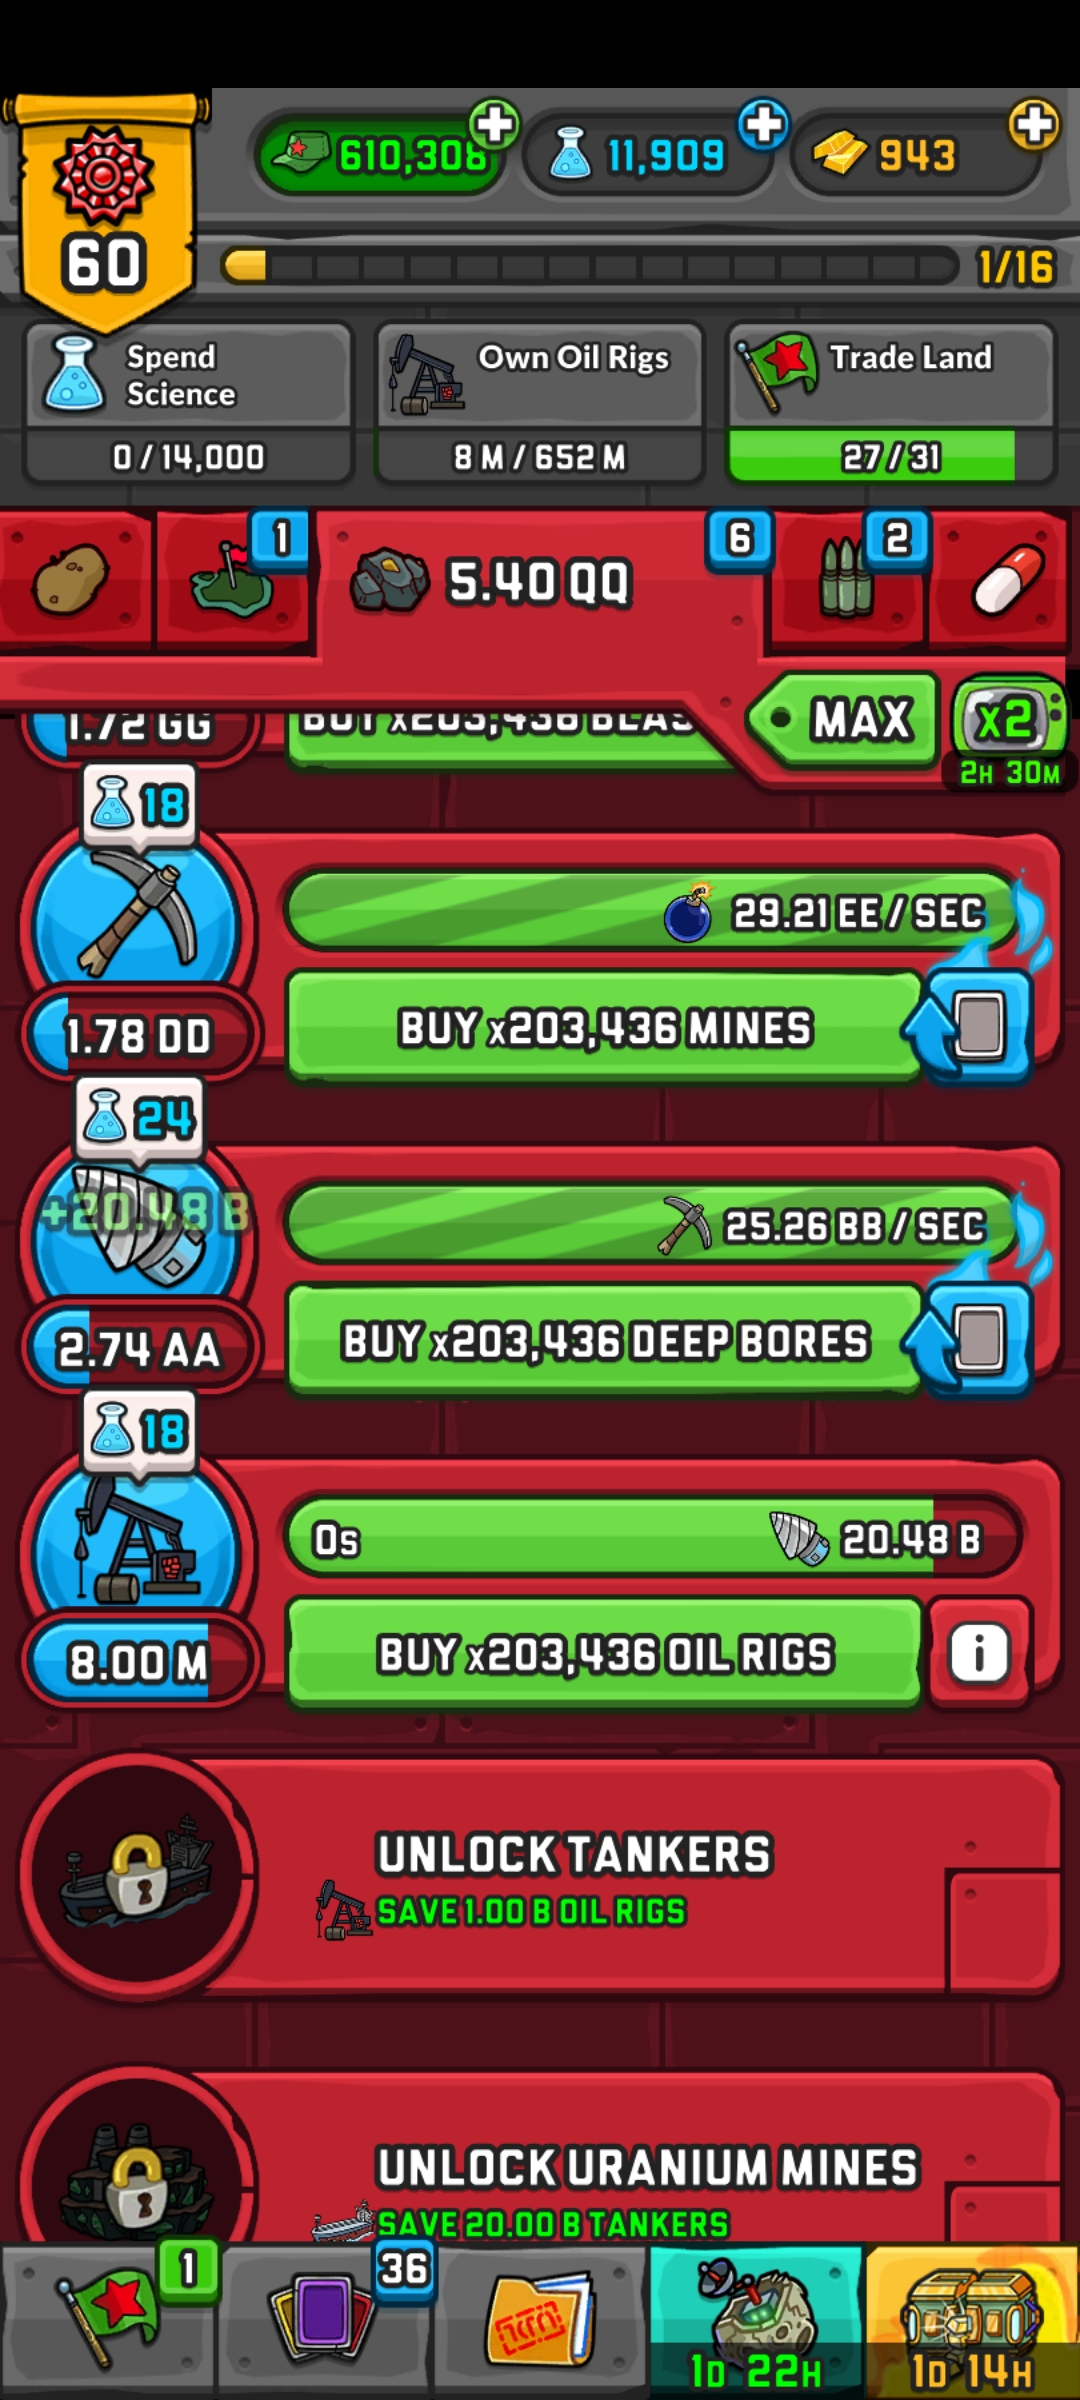 60
610,308
11,909
943
1/16
Spend
Science
0 / 14,000
Own Oil Rigs
8 M / 652 M
Trade Land
27 / 31
1
5.40 QQ
6
2
MAX
x2
2H 30M
1.72 GG
BUY x203,436 BLAS
18
29.21 EE / SEC
1.78 DD
BUY x203,436 MINES
24
+20.48 B
25.26 BB / SEC
2.74 AA
BUY x203,436 DEEP BORES
18
0s
20.48 B
8.00 M
BUY x203,436 OIL RIGS
i
UNLOCK TANKERS
SAVE 1.00 B OIL RIGS
UNLOCK URANIUM MINES
SAVE 20.00 B TANKERS
1
36
1D 22H
1D 14H